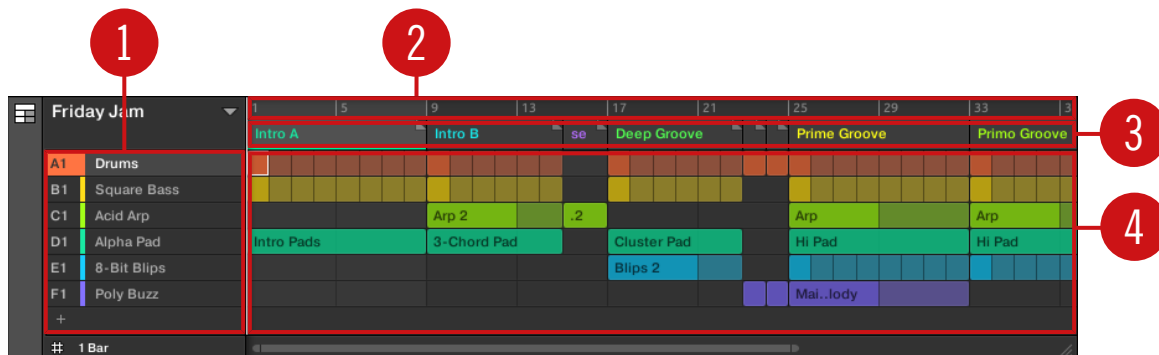 1
2
Friday Jam
1 5 9 13 17 21 25 29 33 3
Intro A Intro B se Deep Groove Prime Groove Primo Groove
3
A1 Drums
B1 Square Bass
C1 Acid Arp Arp 2 .2 Arp Arp
4
D1 Alpha Pad Intro Pads 3-Chord Pad Cluster Pad Hi Pad Hi Pad
E1 8-Bit Blips Blips 2
F1 Poly Buzz Mai..lody
+
1 Bar